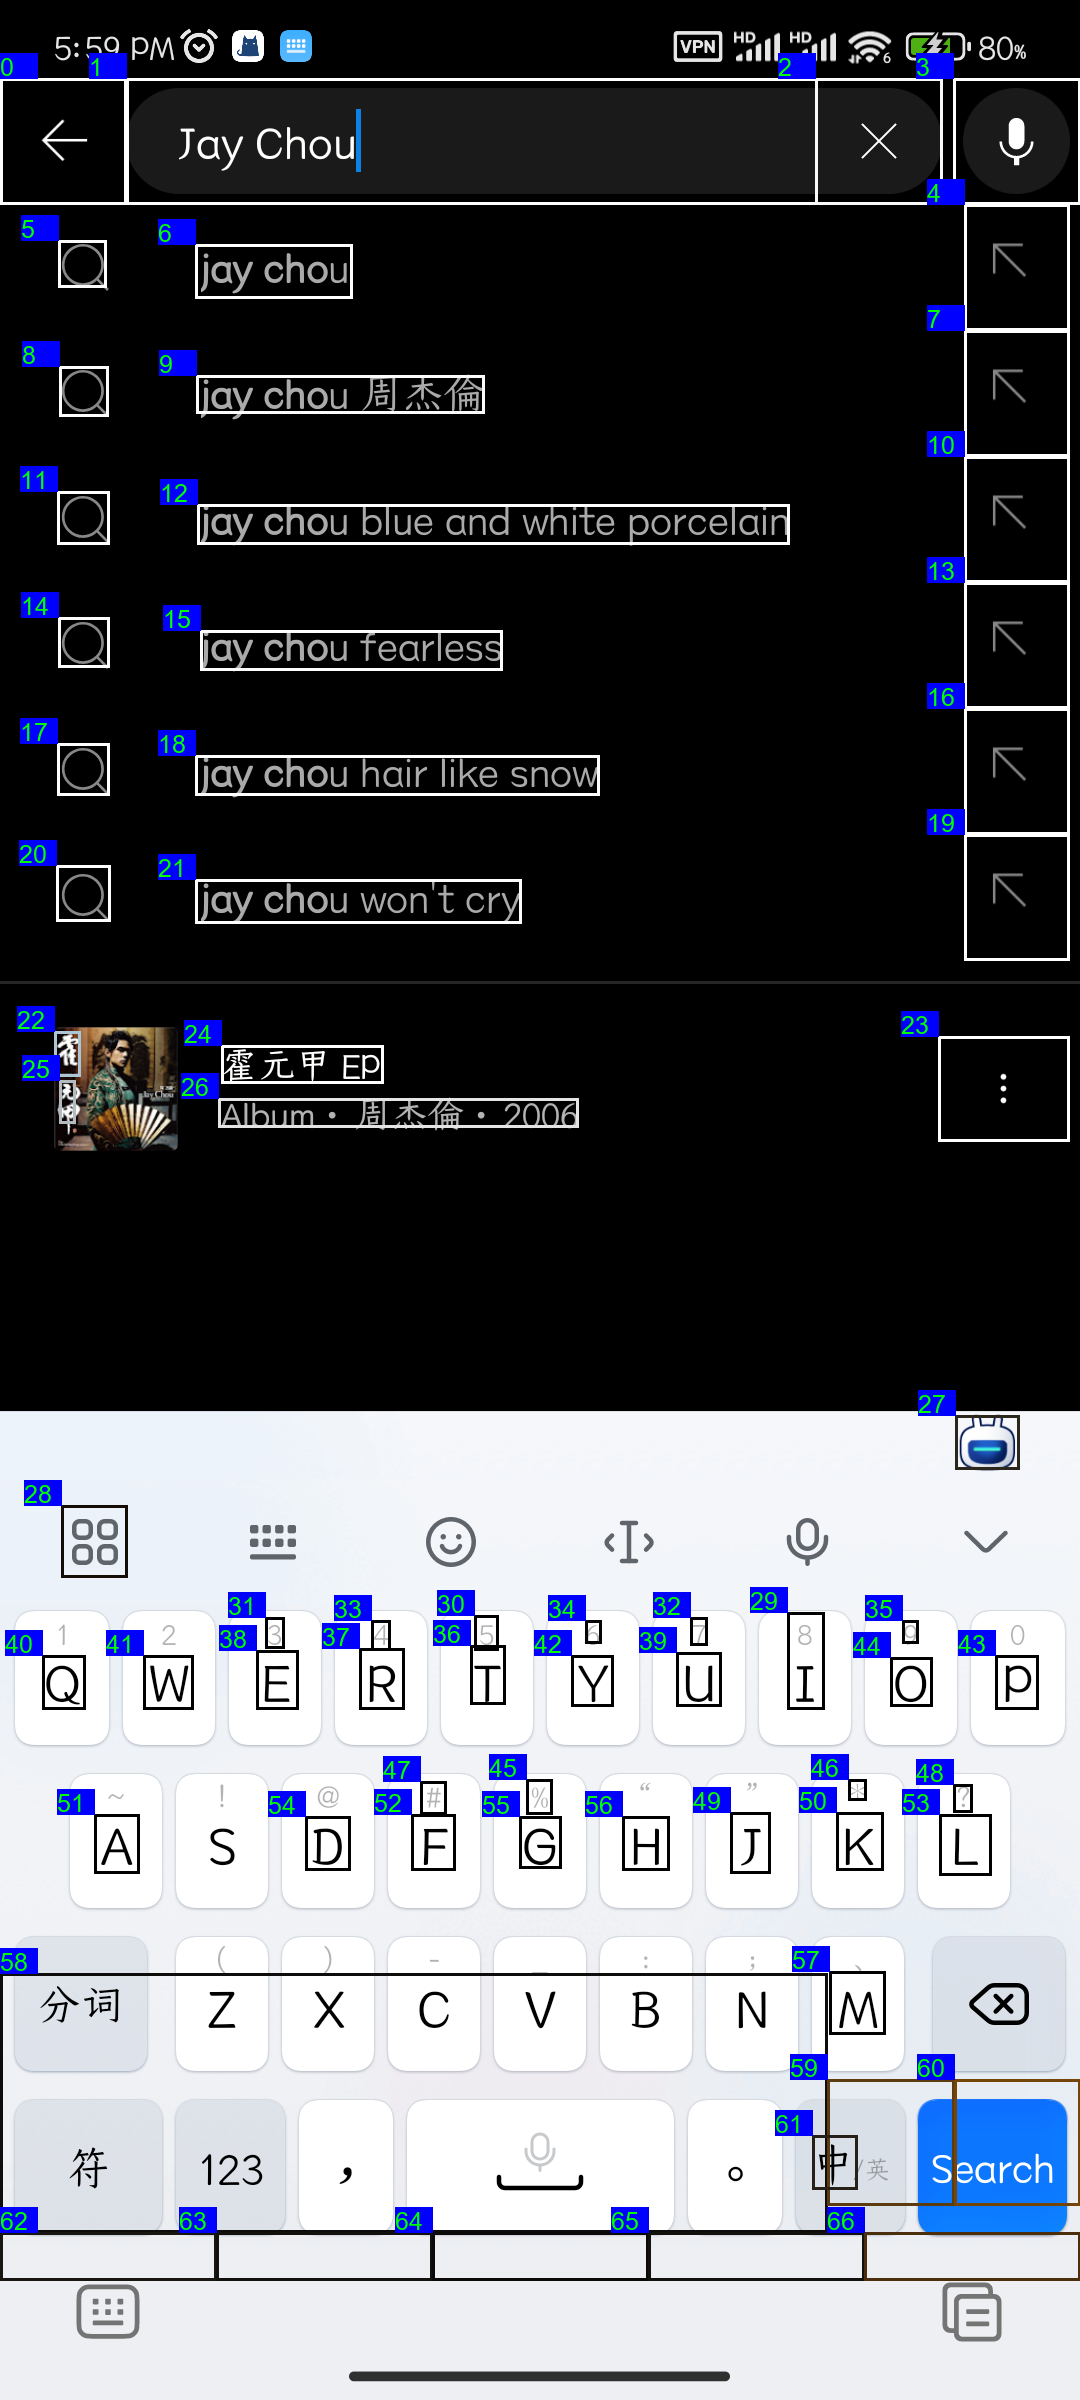 5:59 PM VPN HD HD 6 80%
0 1 2 3
Jay Chou
4
5 6 jay chou
7
8 9 jay chou 周杰倫
10
11 12 jay chou blue and white porcelain
13
14 15 jay chou fearless
16
17 18 jay chou hair like snow
19
20 21 jay chou won't cry
22 23 24 霍元甲 EP
25 26 Album • 周杰倫 • 2006
霍元甲
Jay Chou
27
28
31 33 30 34 32 29 35
1 2 3 4 5 6 7 8 9 0
40 41 38 37 36 42 39 44 43
Q W E R T Y U I O P
47 45 46 48
~ ! @ # % “ ” * ?
51 54 52 55 56 49 50 53
A S D F G H J K L
58 57
( ) - _ : ; 、
分词 Z X C V B N M
59 60
61
符 123 ， 。 中/英 Search
62 63 64 65 66